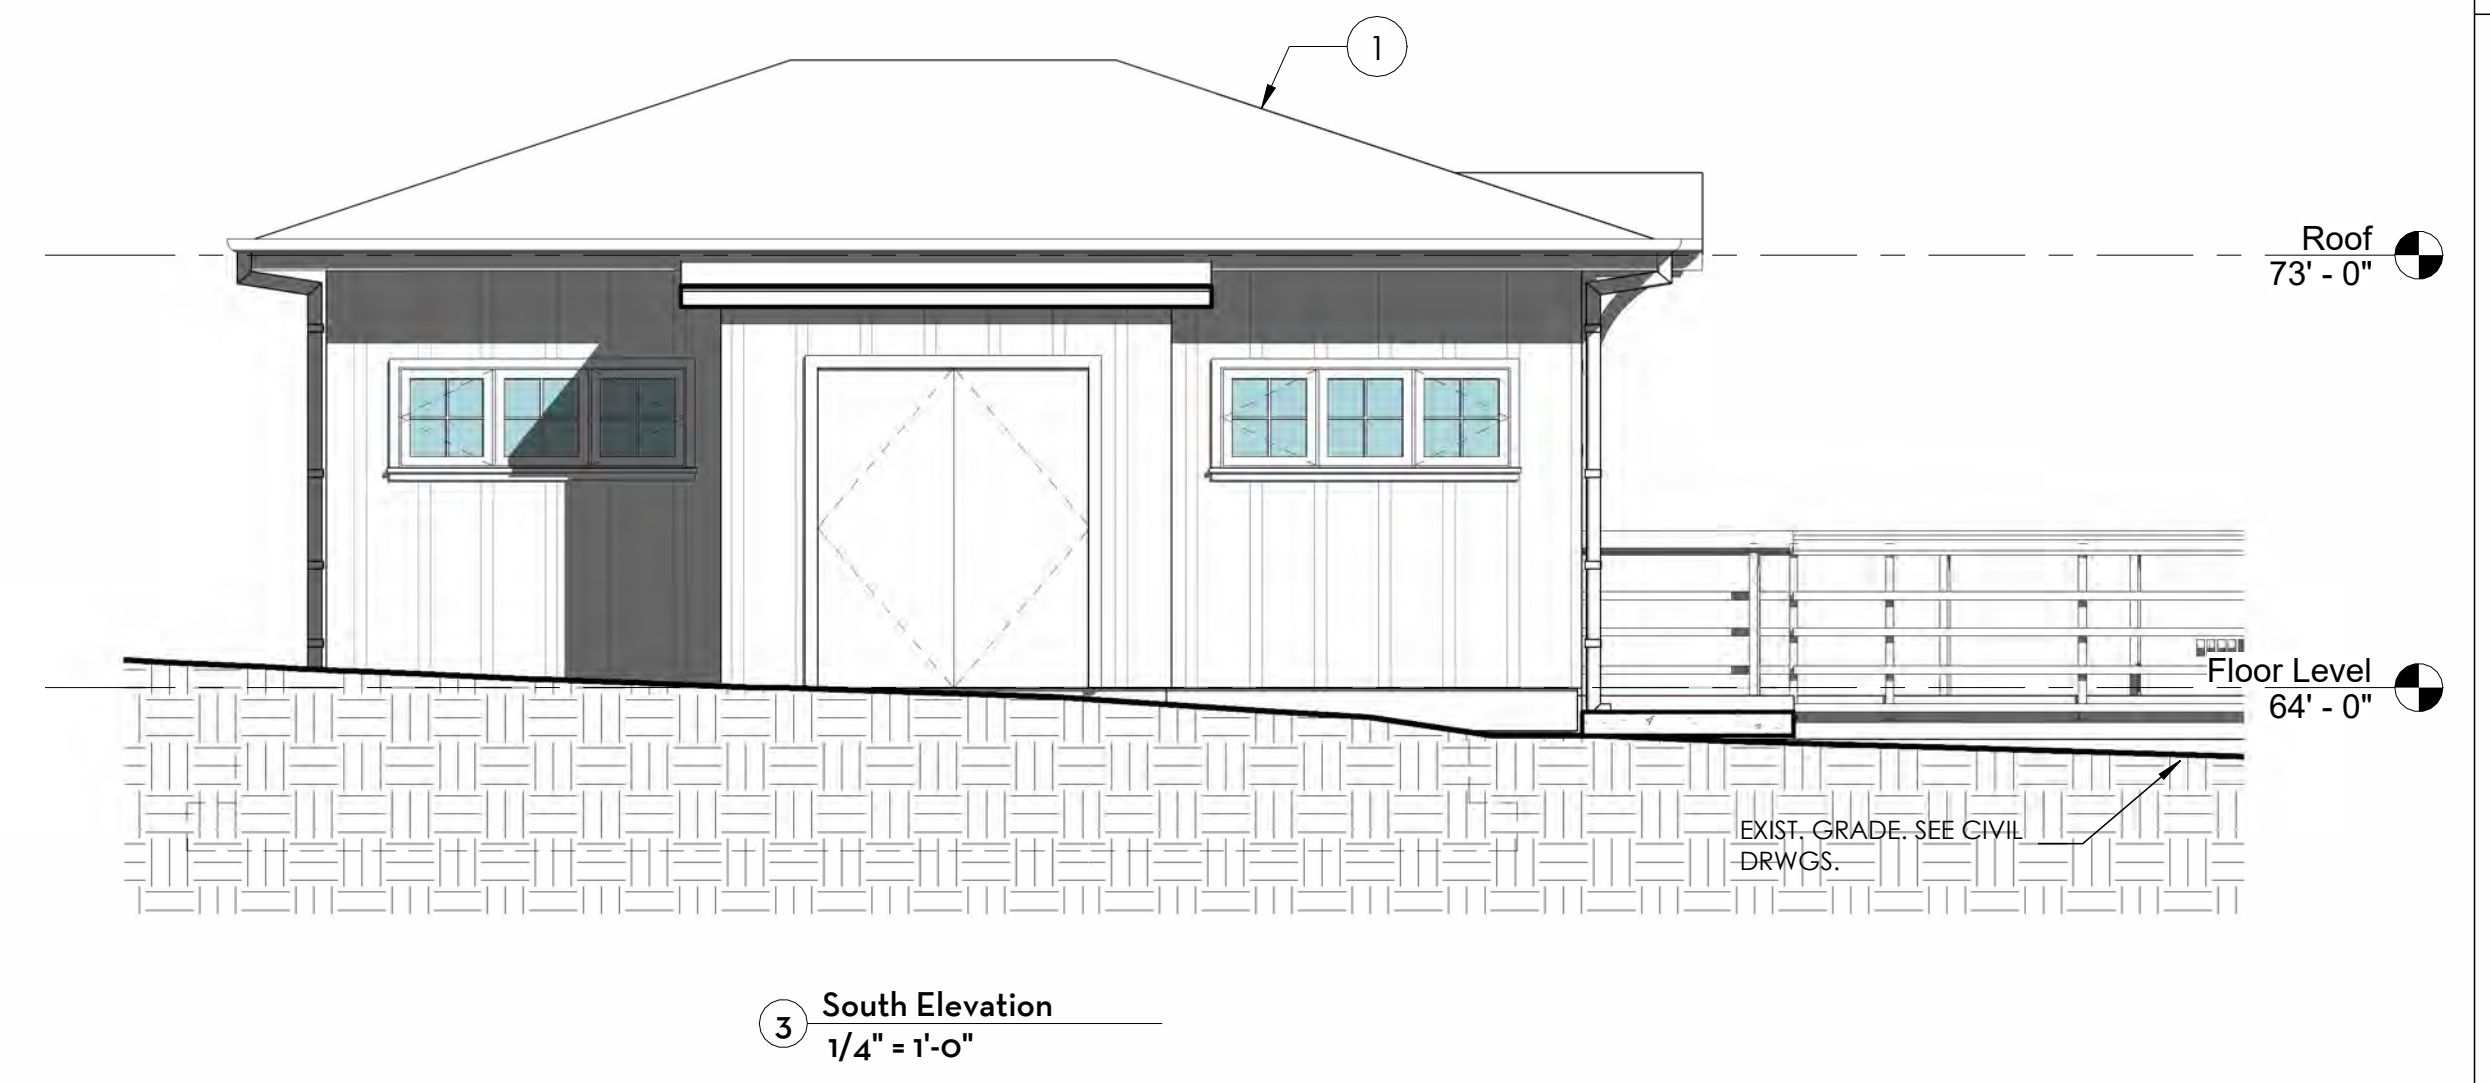 1
Roof
73' - 0"
Floor Level
64' - 0"
EXIST. GRADE. SEE CIVIL
DRWGS.
3
South Elevation
1/4" = 1'-0"